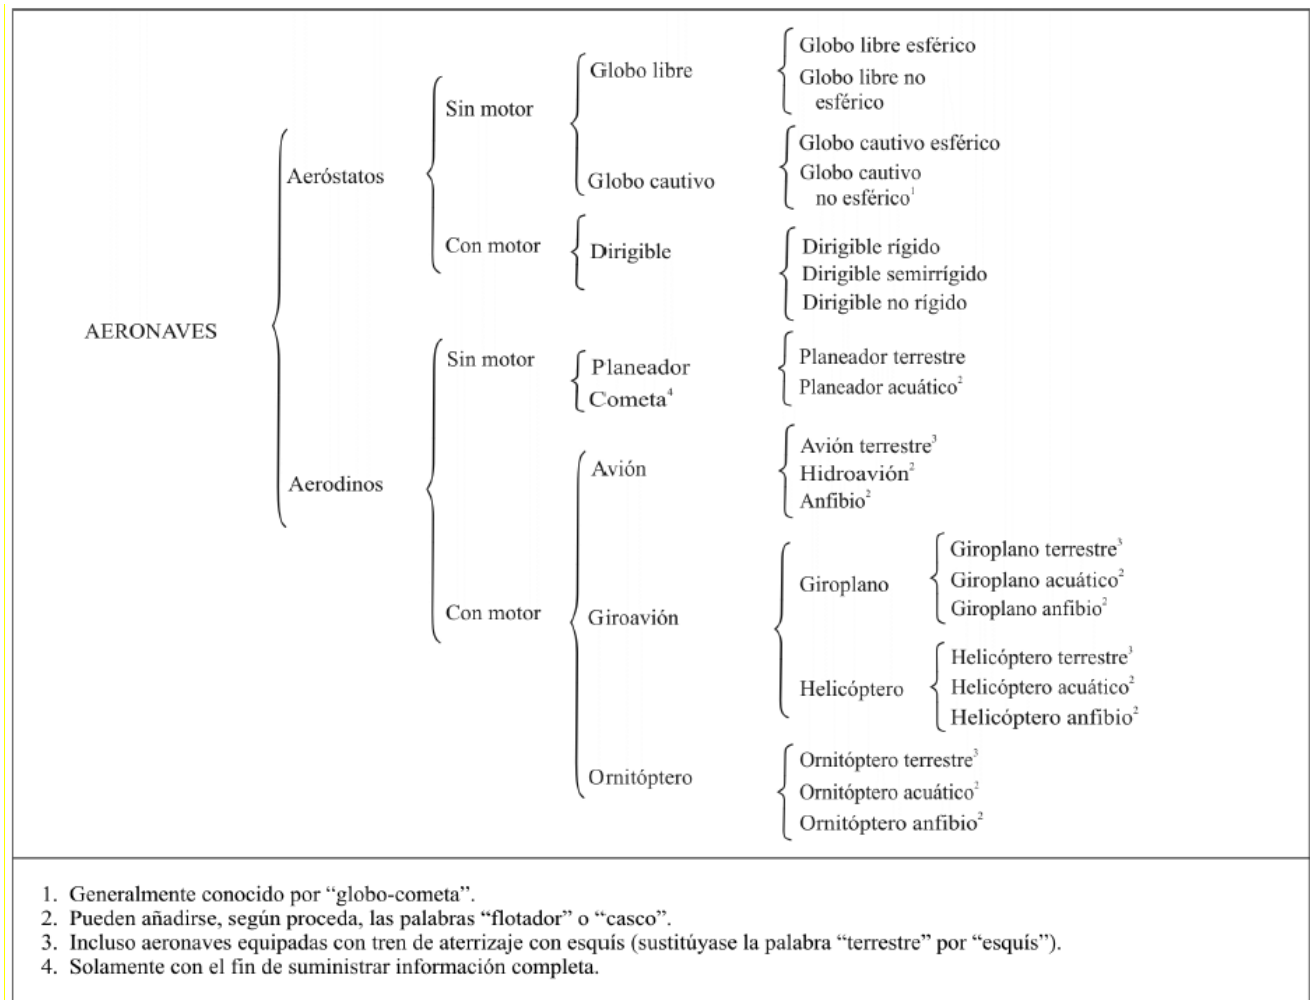 AERONAVES
Aeróstatos
Sin motor
Globo libre
Globo libre esférico
Globo libre no
esférico
Globo cautivo
Globo cautivo esférico
Globo cautivo
no esférico¹
Con motor
Dirigible
Dirigible rígido
Dirigible semirrígido
Dirigible no rígido
Aerodinos
Sin motor
Planeador
Cometa⁴
Planeador terrestre
Planeador acuático²
Con motor
Avión
Avión terrestre³
Hidroavión²
Anfibio²
Giroavión
Giroplano
Giroplano terrestre³
Giroplano acuático²
Giroplano anfibio²
Helicóptero
Helicóptero terrestre³
Helicóptero acuático²
Helicóptero anfibio²
Ornitóptero
Ornitóptero terrestre³
Ornitóptero acuático²
Ornitóptero anfibio²
1. Generalmente conocido por “globo-cometa”.
2. Pueden añadirse, según proceda, las palabras “flotador” o “casco”.
3. Incluso aeronaves equipadas con tren de aterrizaje con esquís (sustitúyase la palabra “terrestre” por “esquís”).
4. Solamente con el fin de suministrar información completa.